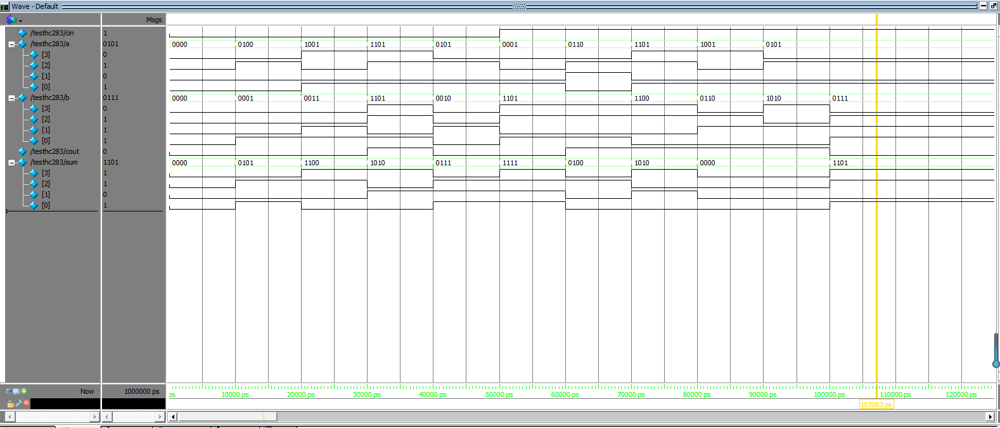 Wave - Default
Msgs
/testhc283/cin 1
/testhc283/a 0101 0000 0100 1001 1101 0101 0001 0110 1101 1001 0101
[3] 0
[2] 1
[1] 0
[0] 1
/testhc283/b 0111 0000 0001 0011 1101 0010 1101 1100 0110 1010 0111
[3] 0
[2] 1
[1] 1
[0] 1
/testhc283/cout 0
/testhc283/sum 1101 0000 0101 1100 1010 0111 1111 0100 1010 0000 1101
[3] 1
[2] 1
[1] 0
[0] 1
Now 1000000 ps ps 10000 ps 20000 ps 30000 ps 40000 ps 50000 ps 60000 ps 70000 ps 80000 ps 90000 ps 100000 ps 110000 ps 120000 ps
107083 ps